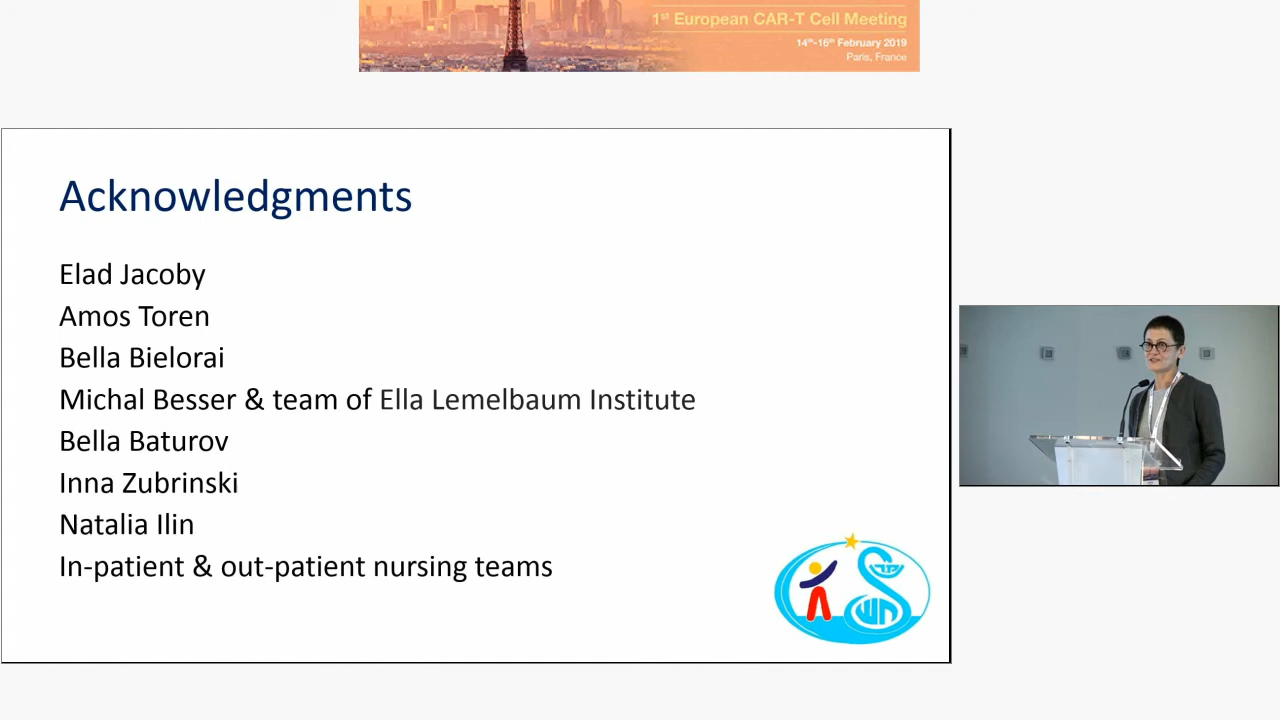 1st European CAR-T Cell Meeting
14th-16th February 2019
Paris, France
Acknowledgments
Elad Jacoby
Amos Toren
Bella Bielorai
Michal Besser & team of Ella Lemelbaum Institute
Bella Baturov
Inna Zubrinski
Natalia Ilin
In-patient & out-patient nursing teams